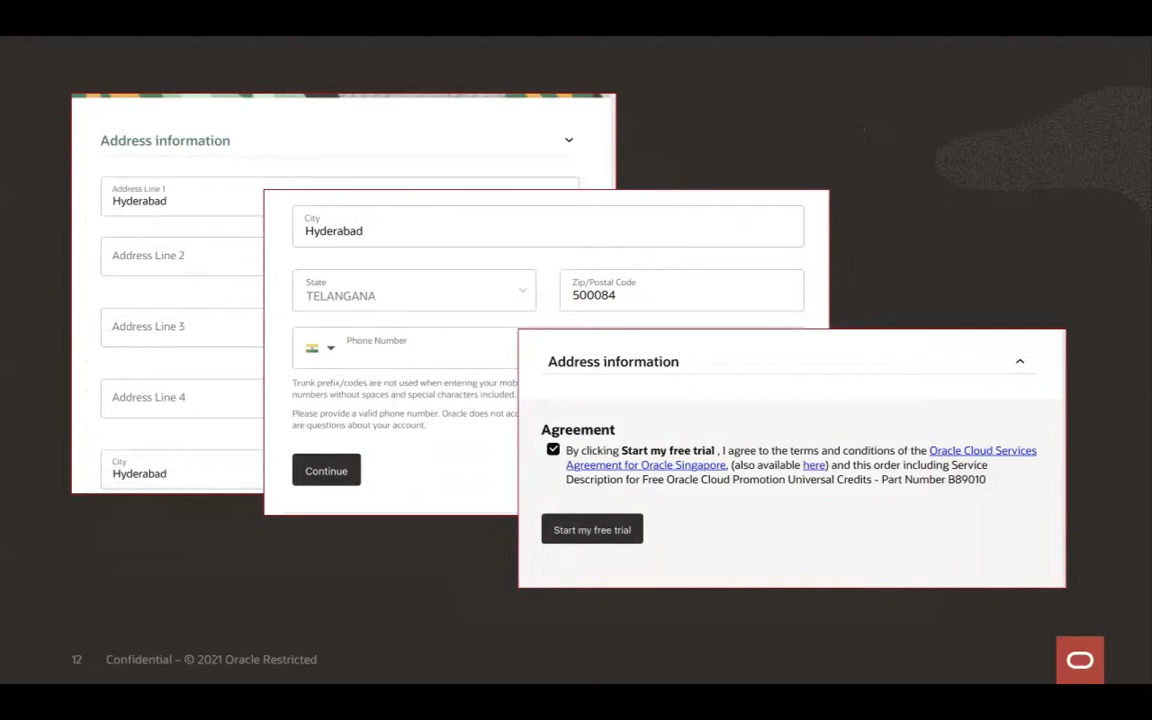 Address information
Address Line 1
Hyderabad
Address Line 2
Address Line 3
Address Line 4
City
Hyderabad
City
Hyderabad
State
TELANGANA
Zip/Postal Code
500084
Phone Number
Trunk prefix/codes are not used when entering your mob
numbers without spaces and special characters included.
Please provide a valid phone number. Oracle does not acc
are questions about your account.
Continue
Address information
Agreement
By clicking Start my free trial , I agree to the terms and conditions of the Oracle Cloud Services
Agreement for Oracle Singapore, (also available here) and this order including Service
Description for Free Oracle Cloud Promotion Universal Credits - Part Number B89010
Start my free trial
12 Confidential – © 2021 Oracle Restricted